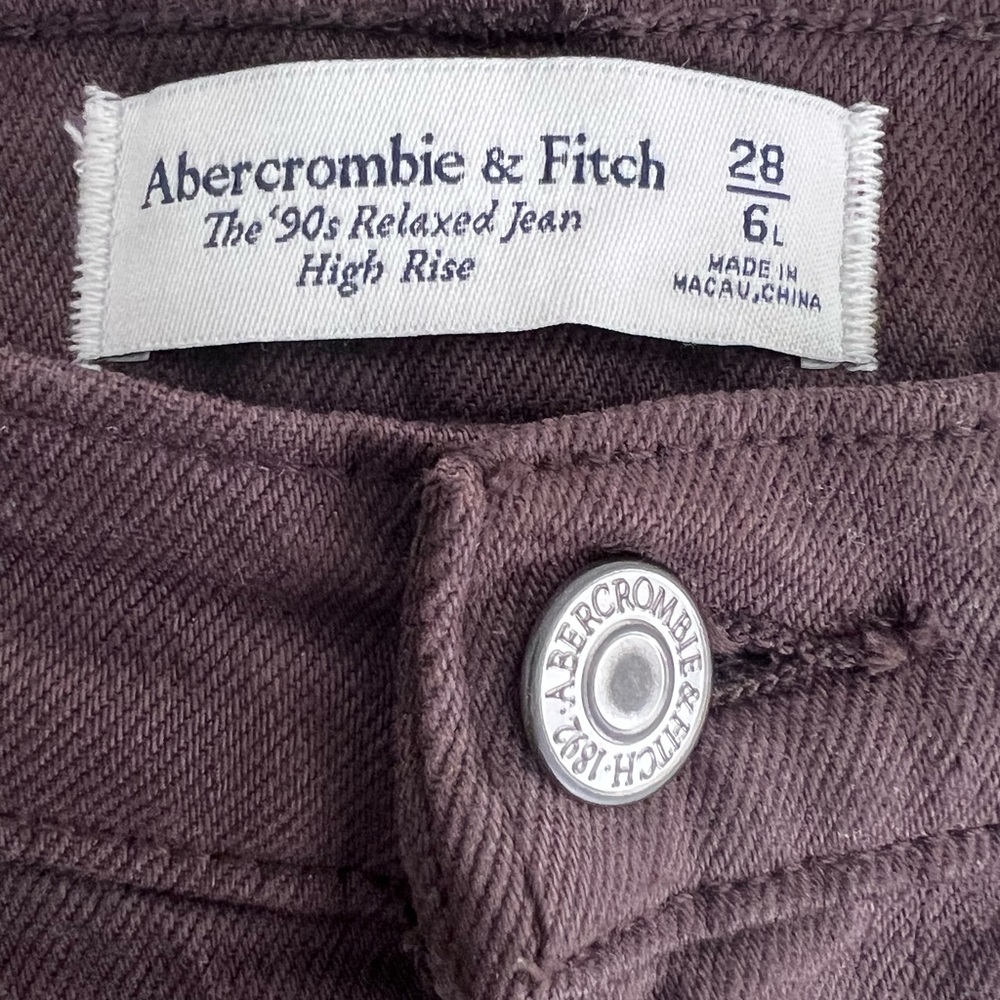 Abercrombie & Fitch
The '90s Relaxed Jean
High Rise
28
6L
MADE IN
MACAU,CHINA
ABERCROMBIE & FITCH · 1892 ·